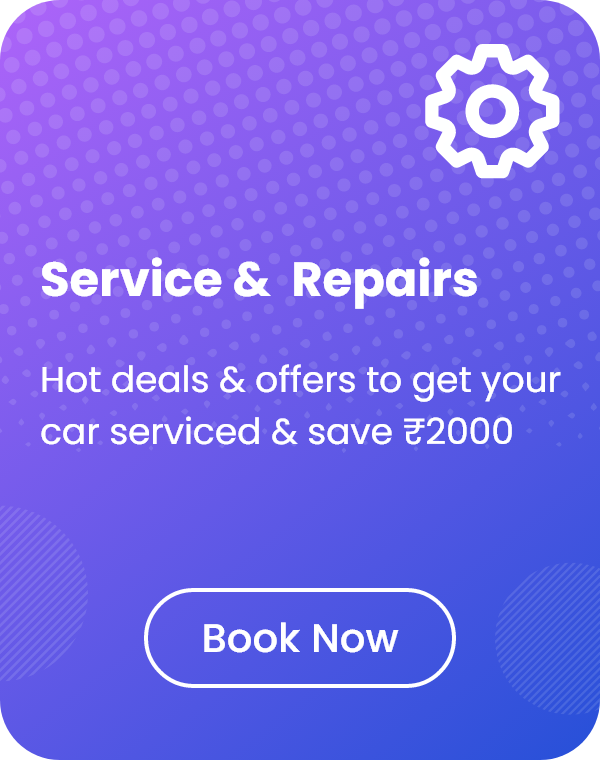 Service & Repairs
Hot deals & offers to get your
car serviced & save ₹2000
Book Now